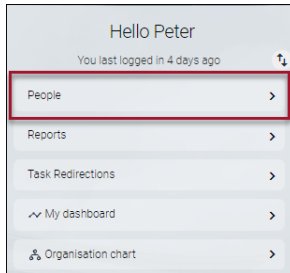 Hello Peter
You last logged in 4 days ago
People
Reports
Task Redirections
My dashboard
Organisation chart